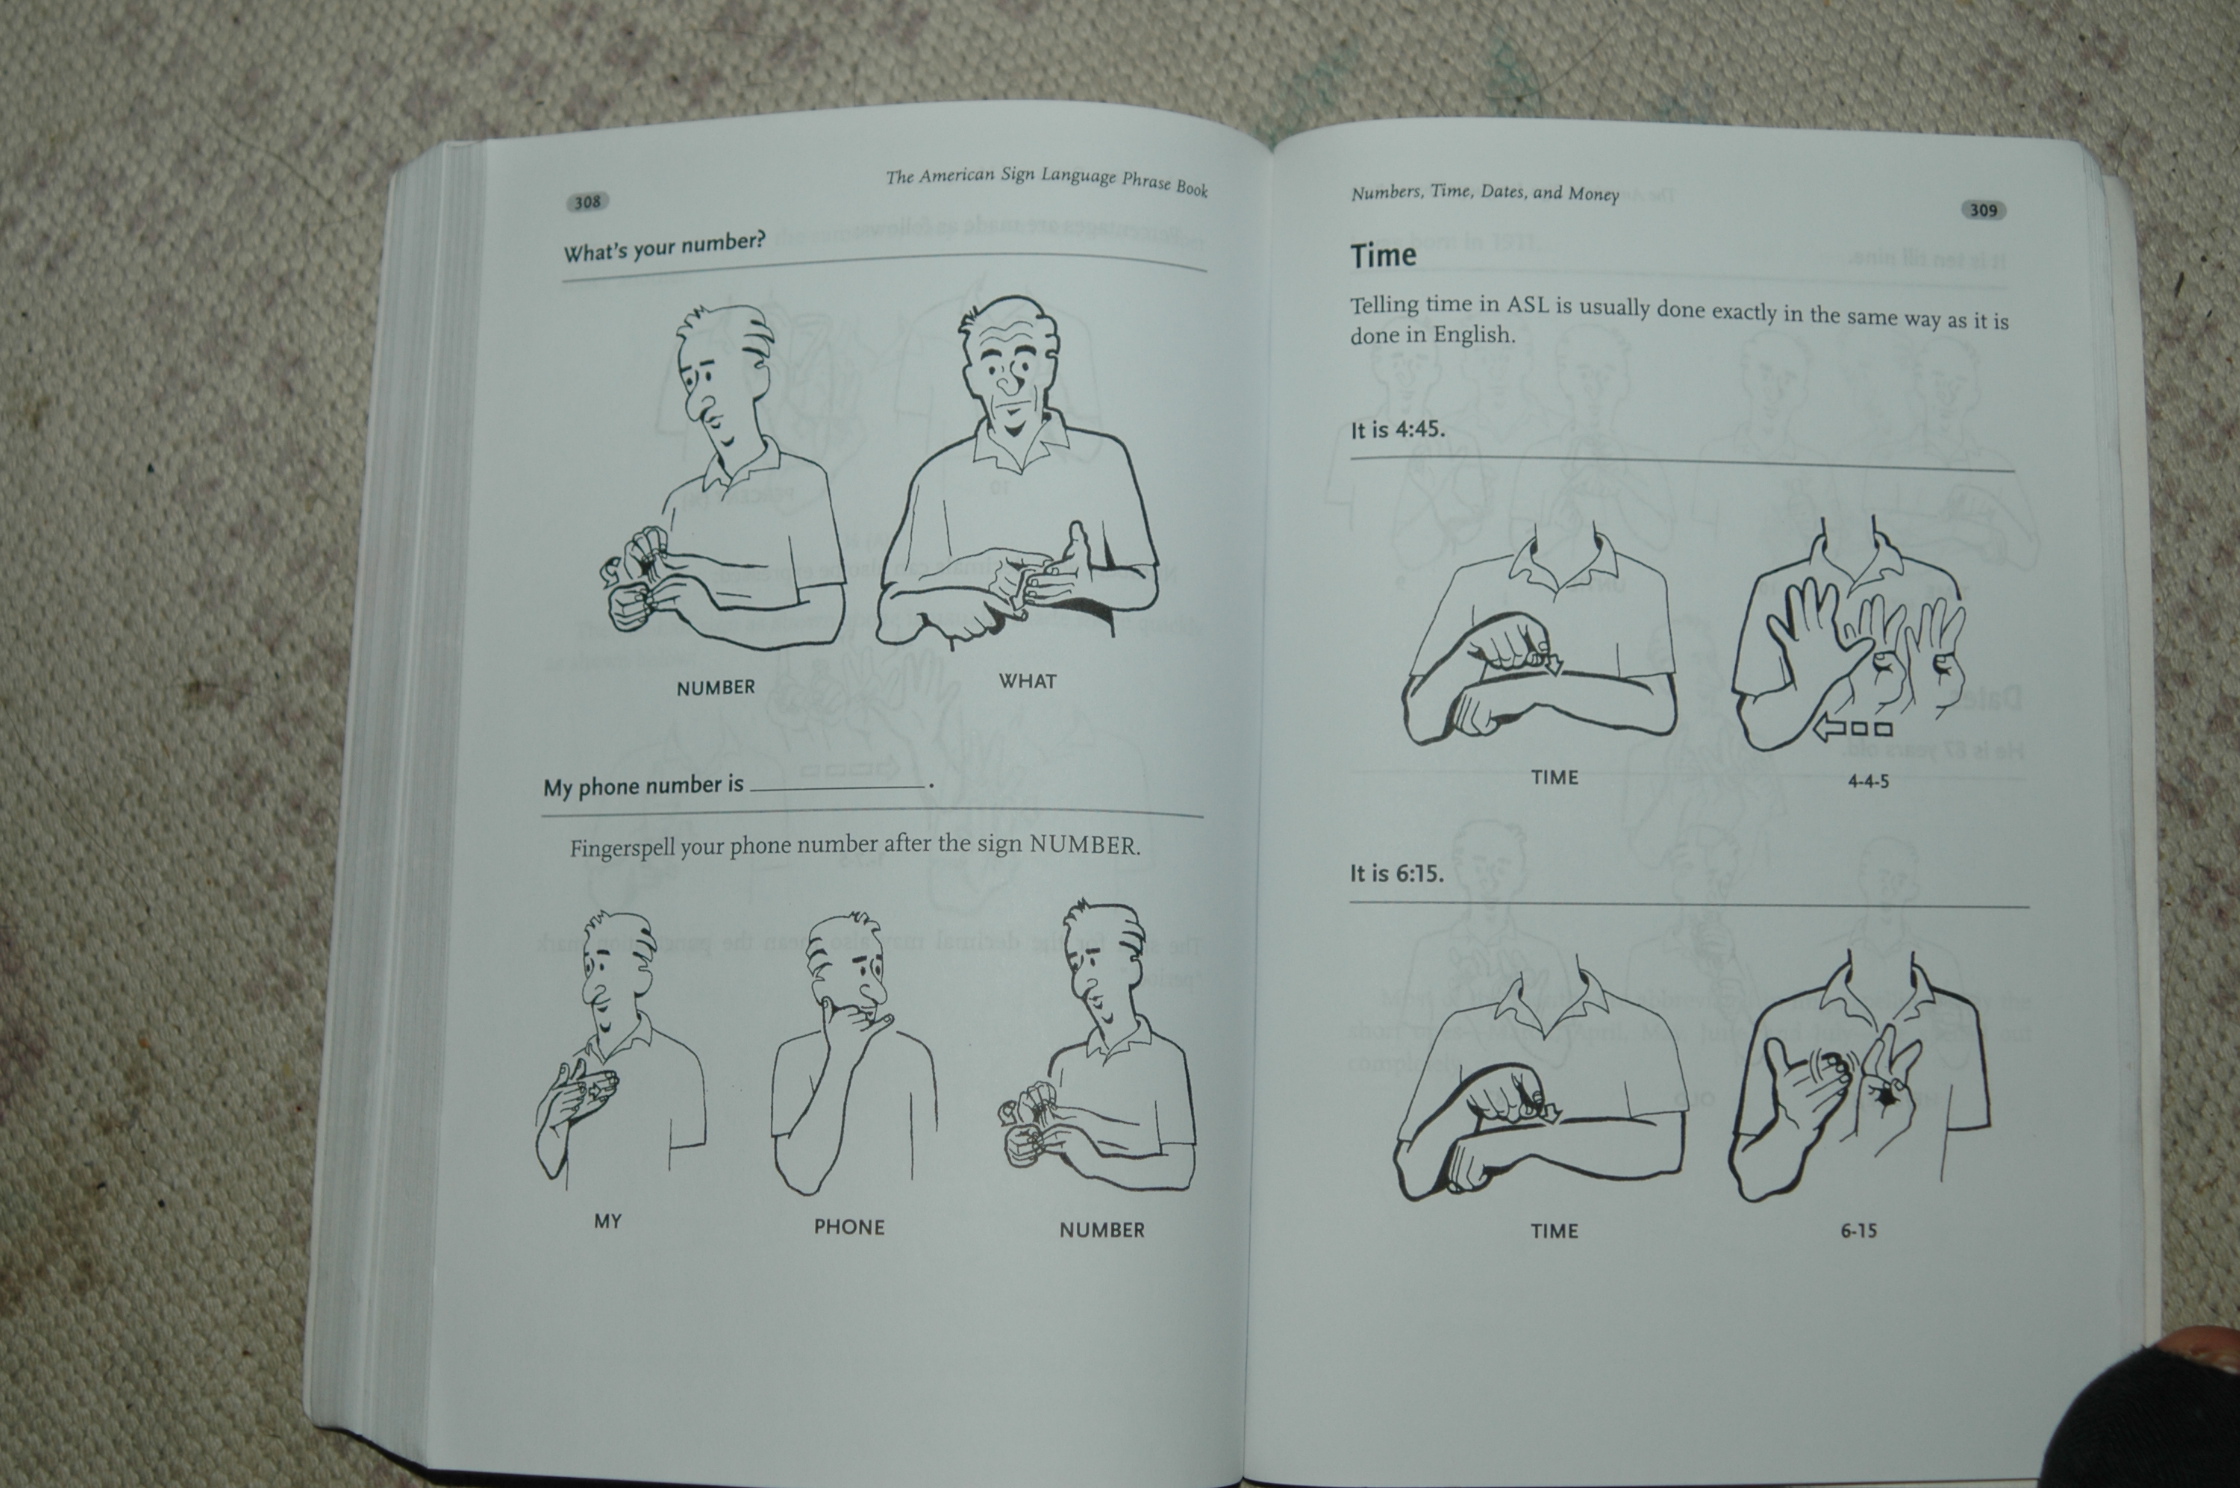 308
The American Sign Language Phrase Book
What's your number?
NUMBER
WHAT
My phone number is ____________.
Fingerspell your phone number after the sign NUMBER.
MY
PHONE
NUMBER
Numbers, Time, Dates, and Money
309
Time
Telling time in ASL is usually done exactly in the same way as it is
done in English.
It is 4:45.
TIME
4-4-5
It is 6:15.
TIME
6-15